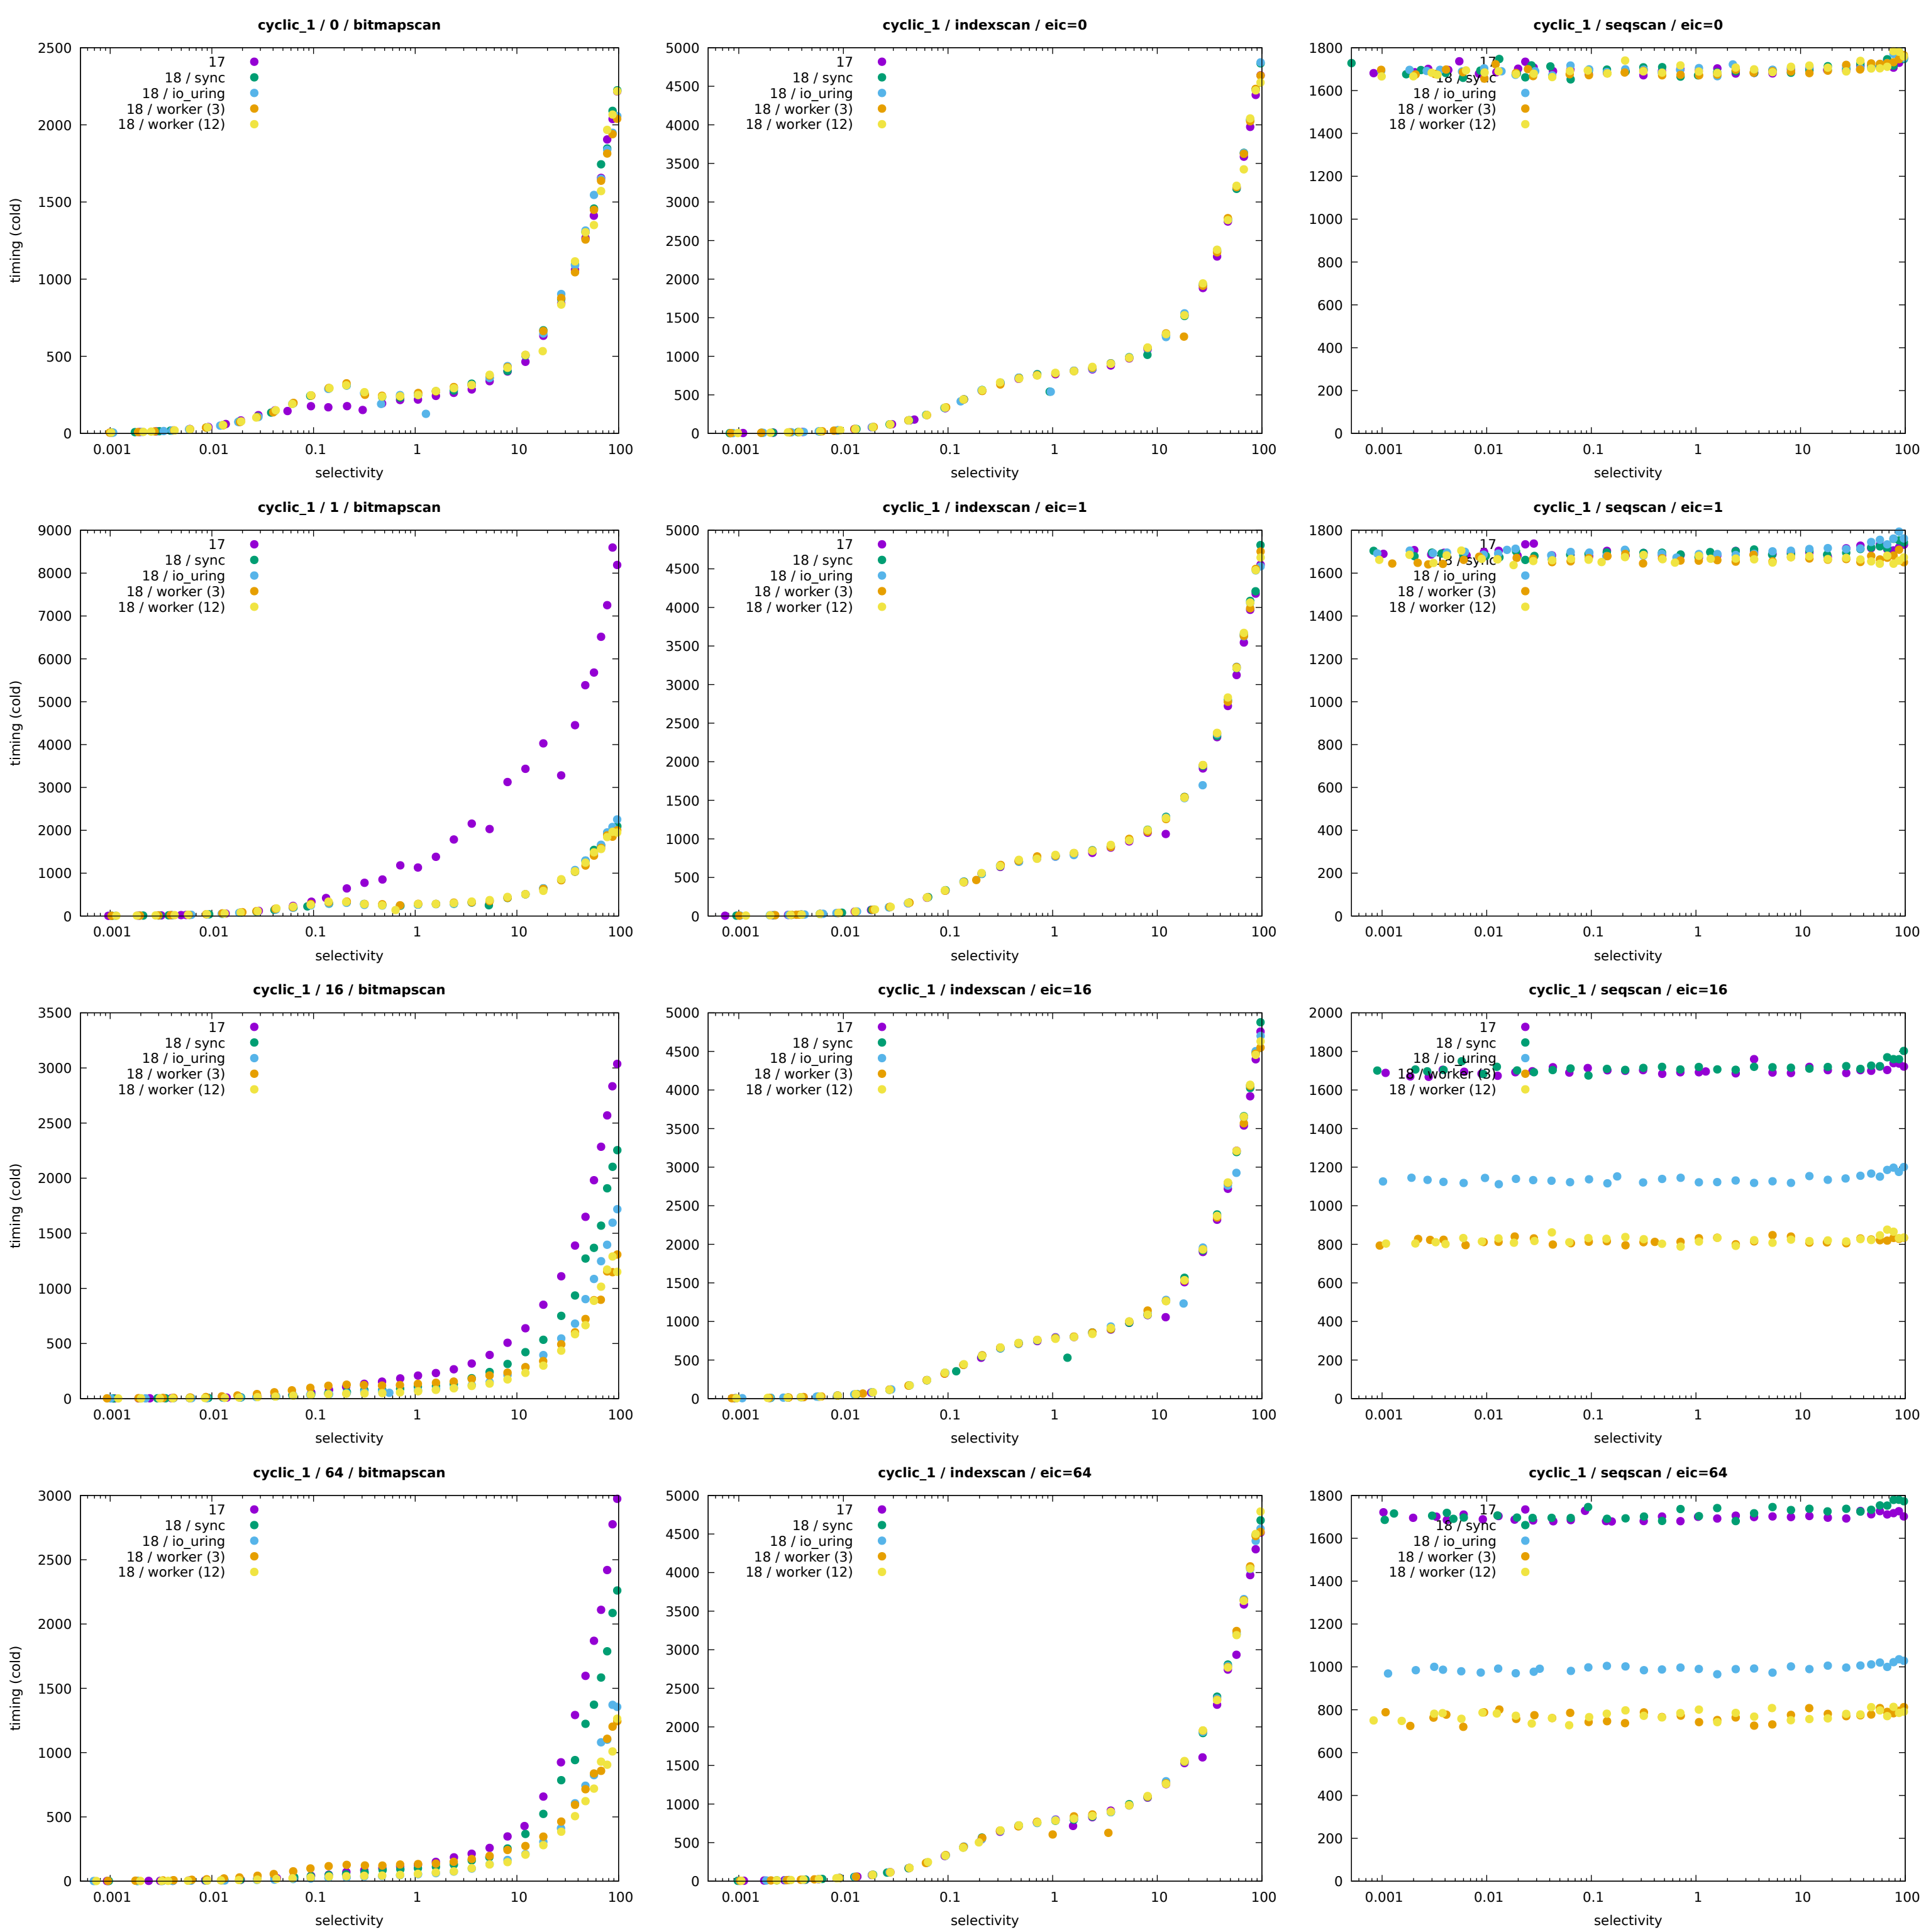 cyclic_1 / 0 / bitmapscan
2500
2000
1500
1000
500
0
timing (cold)
17
18 / sync
18 / io_uring
18 / worker (3)
18 / worker (12)
0.001 0.01 0.1 1 10 100
selectivity
cyclic_1 / indexscan / eic=0
5000
4500
4000
3500
3000
2500
2000
1500
1000
500
0
17
18 / sync
18 / io_uring
18 / worker (3)
18 / worker (12)
0.001 0.01 0.1 1 10 100
selectivity
cyclic_1 / seqscan / eic=0
1800
1600
1400
1200
1000
800
600
400
200
0
17
18 / sync
18 / io_uring
18 / worker (3)
18 / worker (12)
0.001 0.01 0.1 1 10 100
selectivity
cyclic_1 / 1 / bitmapscan
9000
8000
7000
6000
5000
4000
3000
2000
1000
0
timing (cold)
17
18 / sync
18 / io_uring
18 / worker (3)
18 / worker (12)
0.001 0.01 0.1 1 10 100
selectivity
cyclic_1 / indexscan / eic=1
5000
4500
4000
3500
3000
2500
2000
1500
1000
500
0
17
18 / sync
18 / io_uring
18 / worker (3)
18 / worker (12)
0.001 0.01 0.1 1 10 100
selectivity
cyclic_1 / seqscan / eic=1
1800
1600
1400
1200
1000
800
600
400
200
0
17
18 / sync
18 / io_uring
18 / worker (3)
18 / worker (12)
0.001 0.01 0.1 1 10 100
selectivity
cyclic_1 / 16 / bitmapscan
3500
3000
2500
2000
1500
1000
500
0
timing (cold)
17
18 / sync
18 / io_uring
18 / worker (3)
18 / worker (12)
0.001 0.01 0.1 1 10 100
selectivity
cyclic_1 / indexscan / eic=16
5000
4500
4000
3500
3000
2500
2000
1500
1000
500
0
17
18 / sync
18 / io_uring
18 / worker (3)
18 / worker (12)
0.001 0.01 0.1 1 10 100
selectivity
cyclic_1 / seqscan / eic=16
2000
1800
1600
1400
1200
1000
800
600
400
200
0
17
18 / sync
18 / io_uring
18 / worker (3)
18 / worker (12)
0.001 0.01 0.1 1 10 100
selectivity
cyclic_1 / 64 / bitmapscan
3000
2500
2000
1500
1000
500
0
timing (cold)
17
18 / sync
18 / io_uring
18 / worker (3)
18 / worker (12)
0.001 0.01 0.1 1 10 100
selectivity
cyclic_1 / indexscan / eic=64
5000
4500
4000
3500
3000
2500
2000
1500
1000
500
0
17
18 / sync
18 / io_uring
18 / worker (3)
18 / worker (12)
0.001 0.01 0.1 1 10 100
selectivity
cyclic_1 / seqscan / eic=64
1800
1600
1400
1200
1000
800
600
400
200
0
17
18 / sync
18 / io_uring
18 / worker (3)
18 / worker (12)
0.001 0.01 0.1 1 10 100
selectivity